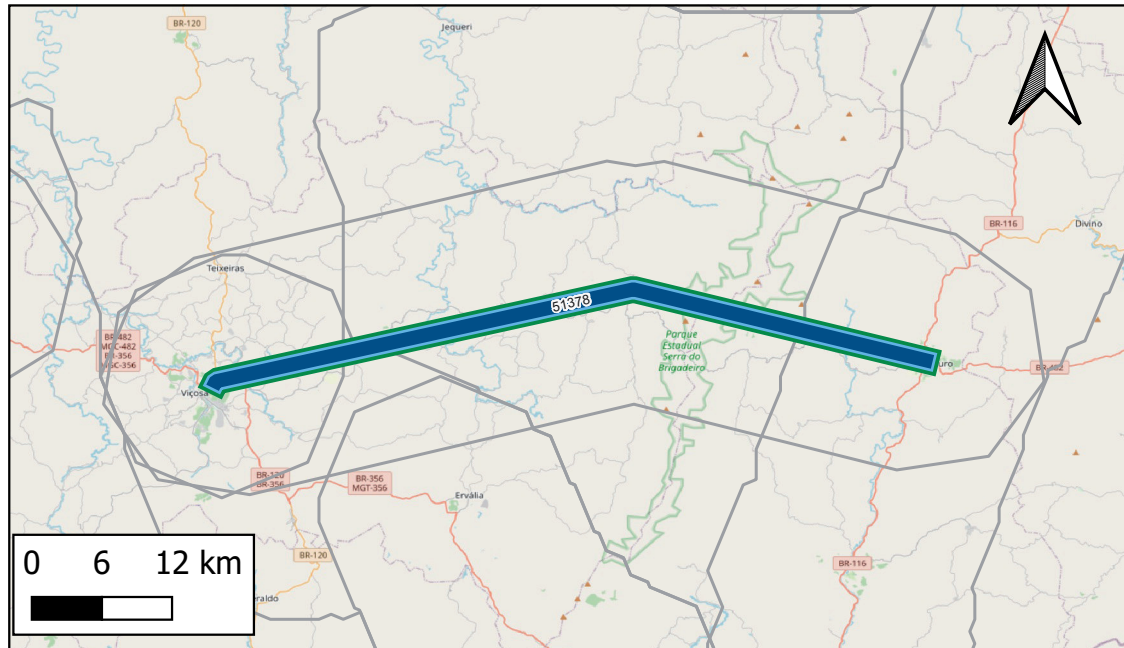 BR-120
Jequeri
BR-116
Divino
Teixeiras
51378
BR-482
MGC-482
BR-356
MGC-356
Parque
Estadual
Serra do
Brigadeiro
uro
BR-482
Viçosa
BR-120
BR-356
BR-356
MGT-356
Ervália
BR-120
BR-116
eraldo
0 6 12 km